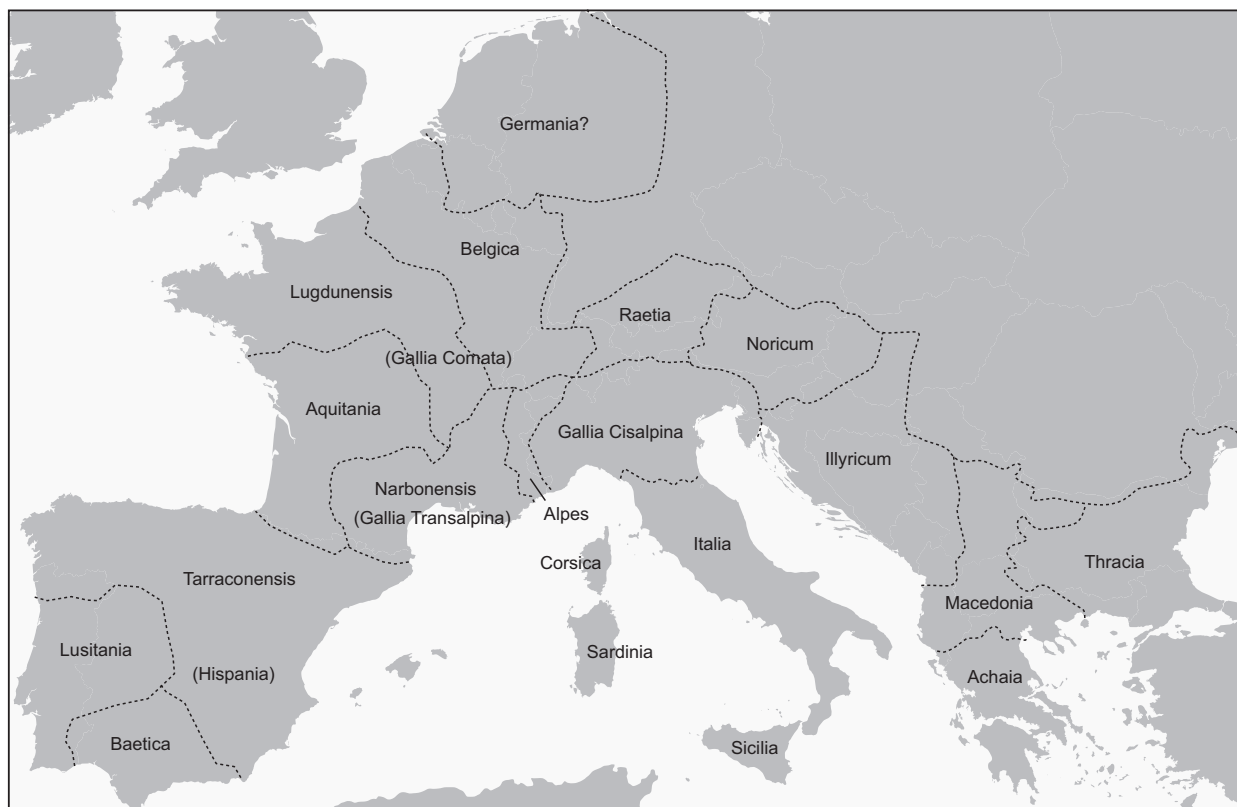 Germania?
Belgica
Lugdunensis
Raetia
Noricum
(Gallia Comata)
Aquitania
Gallia Cisalpina
Illyricum
Narbonensis
(Gallia Transalpina)
Alpes
Italia
Corsica
Thracia
Tarraconensis
Macedonia
Lusitania
Sardinia
(Hispania)
Achaia
Baetica
Sicilia